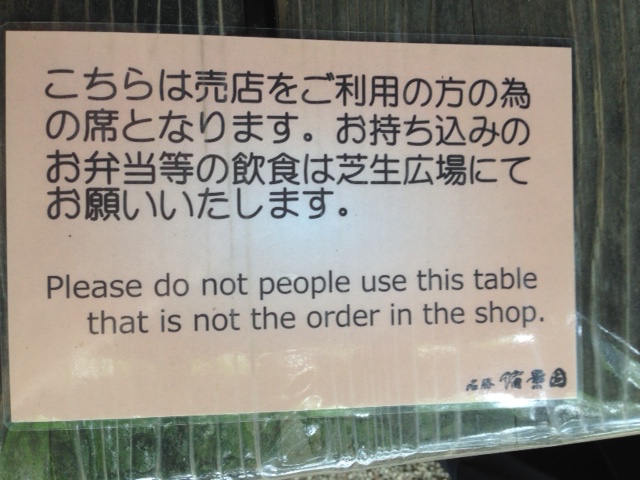 こちらは売店をご利用の方の為
の席となります。お持ち込みの
お弁当等の飲食は芝生広場にて
お願いいたします。
Please do not people use this table
that is not the order in the shop.
名勝